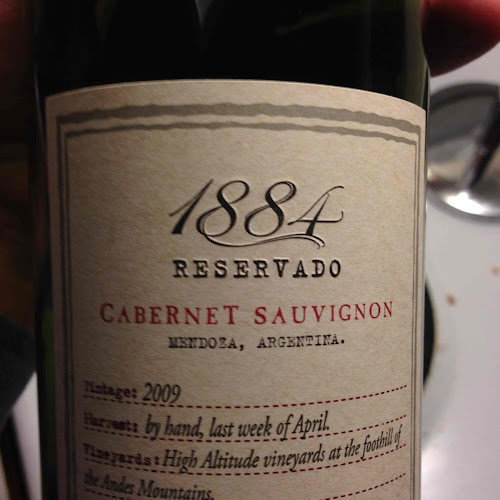 1884
RESERVADO
CABERNET SAUVIGNON
MENDOZA, ARGENTINA.
Vintage: 2009
Harvest: by hand, last week of April.
Vineyards: High Altitude vineyards at the foothill of
the Andes Mountains.